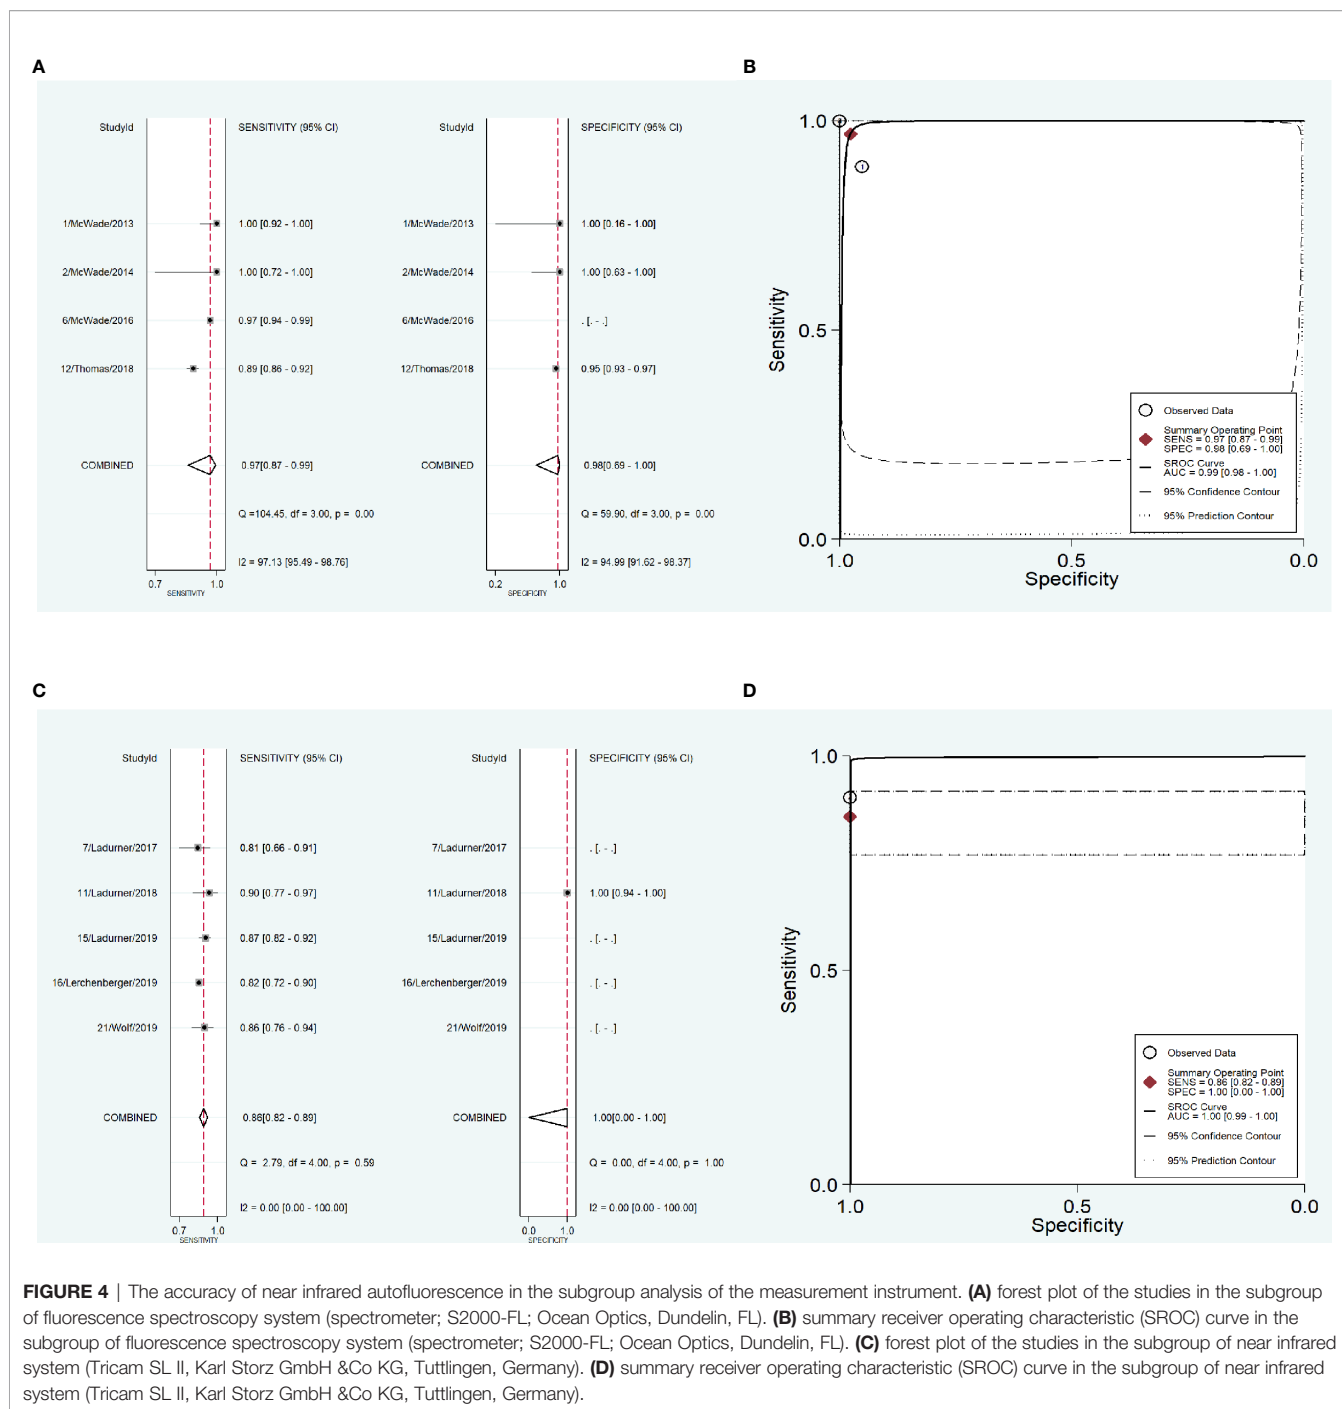 A
StudyId SENSITIVITY (95% CI)
1/McWade/2013 1.00 [0.92 - 1.00]
2/McWade/2014 1.00 [0.72 - 1.00]
6/McWade/2016 0.97 [0.94 - 0.99]
12/Thomas/2018 0.89 [0.86 - 0.92]
COMBINED 0.97[0.87 - 0.99]
Q =104.45, df = 3.00, p = 0.00
I2 = 97.13 [95.49 - 98.76]
0.7 1.0
SENSITIVITY
StudyId SPECIFICITY (95% CI)
1/McWade/2013 1.00 [0.16 - 1.00]
2/McWade/2014 1.00 [0.63 - 1.00]
6/McWade/2016 . [. - .]
12/Thomas/2018 0.95 [0.93 - 0.97]
COMBINED 0.98[0.69 - 1.00]
Q = 59.90, df = 3.00, p = 0.00
I2 = 94.99 [91.62 - 98.37]
0.2 1.0
SPECIFICITY
B
1.0
0.5
0.0
Sensitivity
1
Observed Data
Summary Operating Point
SENS = 0.97 [0.87 - 0.99]
SPEC = 0.98 [0.69 - 1.00]
SROC Curve
AUC = 0.99 [0.98 - 1.00]
95% Confidence Contour
95% Prediction Contour
1.0 0.5 0.0
Specificity
C
StudyId SENSITIVITY (95% CI)
7/Ladurner/2017 0.81 [0.66 - 0.91]
11/Ladurner/2018 0.90 [0.77 - 0.97]
15/Ladurner/2019 0.87 [0.82 - 0.92]
16/Lerchenberger/2019 0.82 [0.72 - 0.90]
21/Wolf/2019 0.86 [0.76 - 0.94]
COMBINED 0.86[0.82 - 0.89]
Q = 2.79, df = 4.00, p = 0.59
I2 = 0.00 [0.00 - 100.00]
0.7 1.0
SENSITIVITY
StudyId SPECIFICITY (95% CI)
7/Ladurner/2017 . [. - .]
11/Ladurner/2018 1.00 [0.94 - 1.00]
15/Ladurner/2019 . [. - .]
16/Lerchenberger/2019 . [. - .]
21/Wolf/2019 . [. - .]
COMBINED 1.00[0.00 - 1.00]
Q = 0.00, df = 4.00, p = 1.00
I2 = 0.00 [0.00 - 100.00]
0.0 1.0
SPECIFICITY
D
1.0
0.5
0.0
Sensitivity
Observed Data
Summary Operating Point
SENS = 0.86 [0.82 - 0.89]
SPEC = 1.00 [0.00 - 1.00]
SROC Curve
AUC = 1.00 [0.99 - 1.00]
95% Confidence Contour
95% Prediction Contour
1.0 0.5 0.0
Specificity
FIGURE 4 | The accuracy of near infrared autofluorescence in the subgroup analysis of the measurement instrument. (A) forest plot of the studies in the subgroup
of fluorescence spectroscopy system (spectrometer; S2000-FL; Ocean Optics, Dundelin, FL). (B) summary receiver operating characteristic (SROC) curve in the
subgroup of fluorescence spectroscopy system (spectrometer; S2000-FL; Ocean Optics, Dundelin, FL). (C) forest plot of the studies in the subgroup of near infrared
system (Tricam SL II, Karl Storz GmbH &Co KG, Tuttlingen, Germany). (D) summary receiver operating characteristic (SROC) curve in the subgroup of near infrared
system (Tricam SL II, Karl Storz GmbH &Co KG, Tuttlingen, Germany).